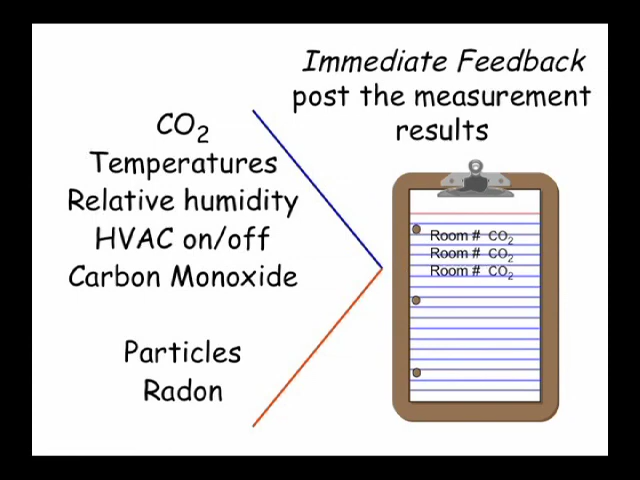 Immediate Feedback
post the measurement
results
CO₂
Temperatures
Relative humidity
HVAC on/off
Carbon Monoxide
Particles
Radon
Room # CO₂
Room # CO₂
Room # CO₂